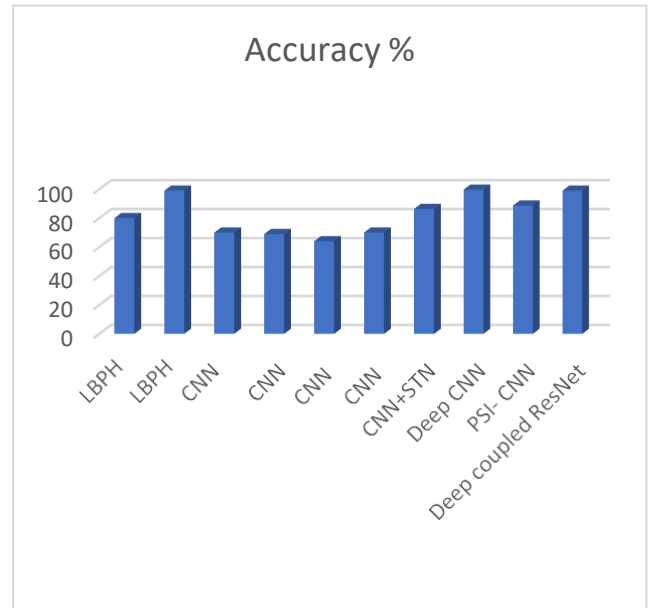 Accuracy %
100
80
60
40
20
0
LBPH
LBPH
CNN
CNN
CNN
CNN
CNN+STN
Deep CNN
PSI- CNN
Deep coupled ResNet